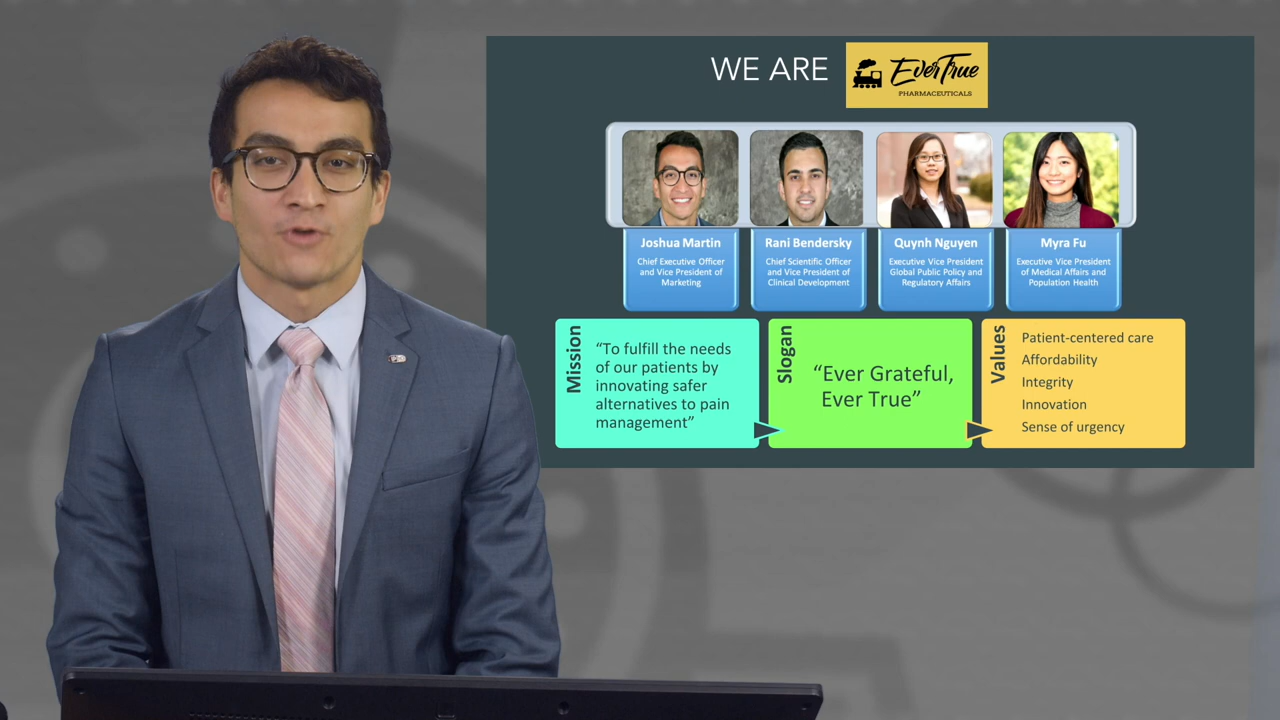 WE ARE
EverTrue
PHARMACEUTICALS
Joshua Martin
Chief Executive Officer
and Vice President of
Marketing
Rani Bendersky
Chief Scientific Officer
and Vice President of
Clinical Development
Quynh Nguyen
Executive Vice President
Global Public Policy and
Regulatory Affairs
Myra Fu
Executive Vice President
of Medical Affairs and
Population Health
Mission
“To fulfill the needs
of our patients by
innovating safer
alternatives to pain
management”
Slogan
“Ever Grateful,
Ever True”
Values
Patient-centered care
Affordability
Integrity
Innovation
Sense of urgency